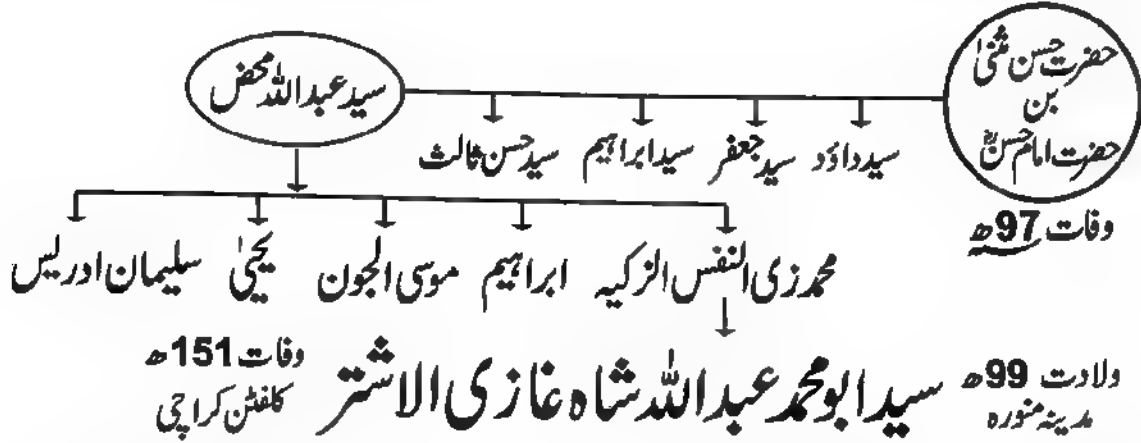 حضرت حسن مثنیٰ
بن
حضرت امام حسنؓ
وفات 97ھ
سید عبداللہ محض
سید داؤد
سید جعفر
سید ابراہیم
سید حسن ثالث
محمد زی النفس الزکیہ
ابراہیم
موسی الجون
یحییٰ
سلیمان ادریس
ولادت 99ھ
مدینہ منورہ
سید ابو محمد عبداللہ شاہ غازی الاشتر
وفات 151ھ
کلفٹن کراچی